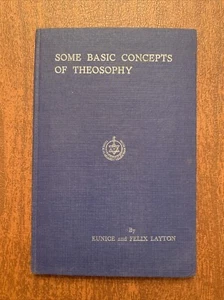 SOME BASIC CONCEPTS
OF THEOSOPHY
By
EUNICE and FELIX LAYTON